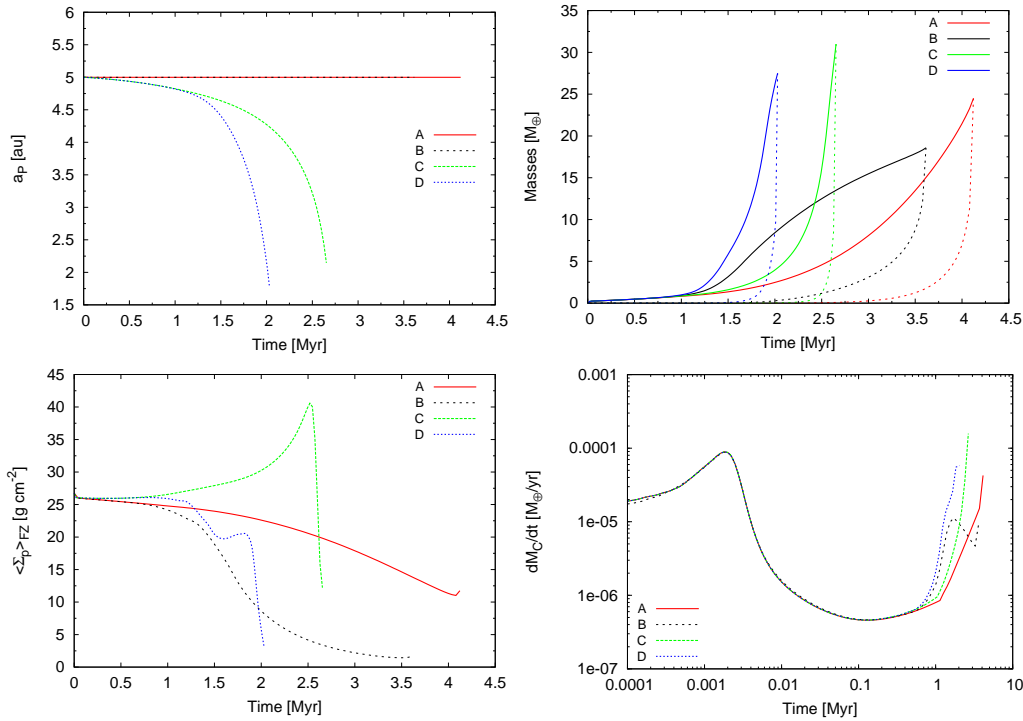 6
5.5
5
4.5
4
3.5
3
2.5
2
1.5
0 0.5 1 1.5 2 2.5 3 3.5 4 4.5
a_P [au]
Time [Myr]
A
B
C
D
35
30
25
20
15
10
5
0
0 0.5 1 1.5 2 2.5 3 3.5 4 4.5
Masses [M⊕]
Time [Myr]
A
B
C
D
45
40
35
30
25
20
15
10
5
0
0 0.5 1 1.5 2 2.5 3 3.5 4 4.5
<Σ_p>_FZ [g cm⁻²]
Time [Myr]
A
B
C
D
0.001
0.0001
1e-05
1e-06
1e-07
0.0001 0.001 0.01 0.1 1 10
dM_C/dt [M⊕/yr]
Time [Myr]
A
B
C
D